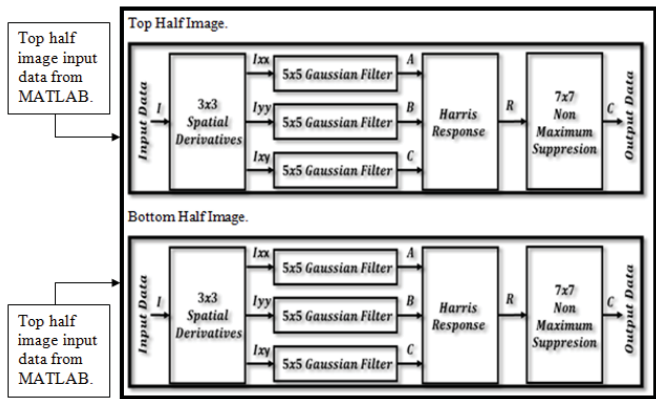 Top half
image input
data from
MATLAB.
Top Half Image.
Input Data
I
3x3
Spatial
Derivatives
Ixx
5x5 Gaussian Filter
A
Iyy
5x5 Gaussian Filter
B
Ixy
5x5 Gaussian Filter
C
Harris
Response
R
7x7
Non
Maximum
Suppresion
C
Output Data
Bottom Half Image.
Top half
image input
data from
MATLAB.
Input Data
I
3x3
Spatial
Derivatives
Ixx
5x5 Gaussian Filter
A
Iyy
5x5 Gaussian Filter
B
Ixy
5x5 Gaussian Filter
C
Harris
Response
R
7x7
Non
Maximum
Suppresion
C
Output Data